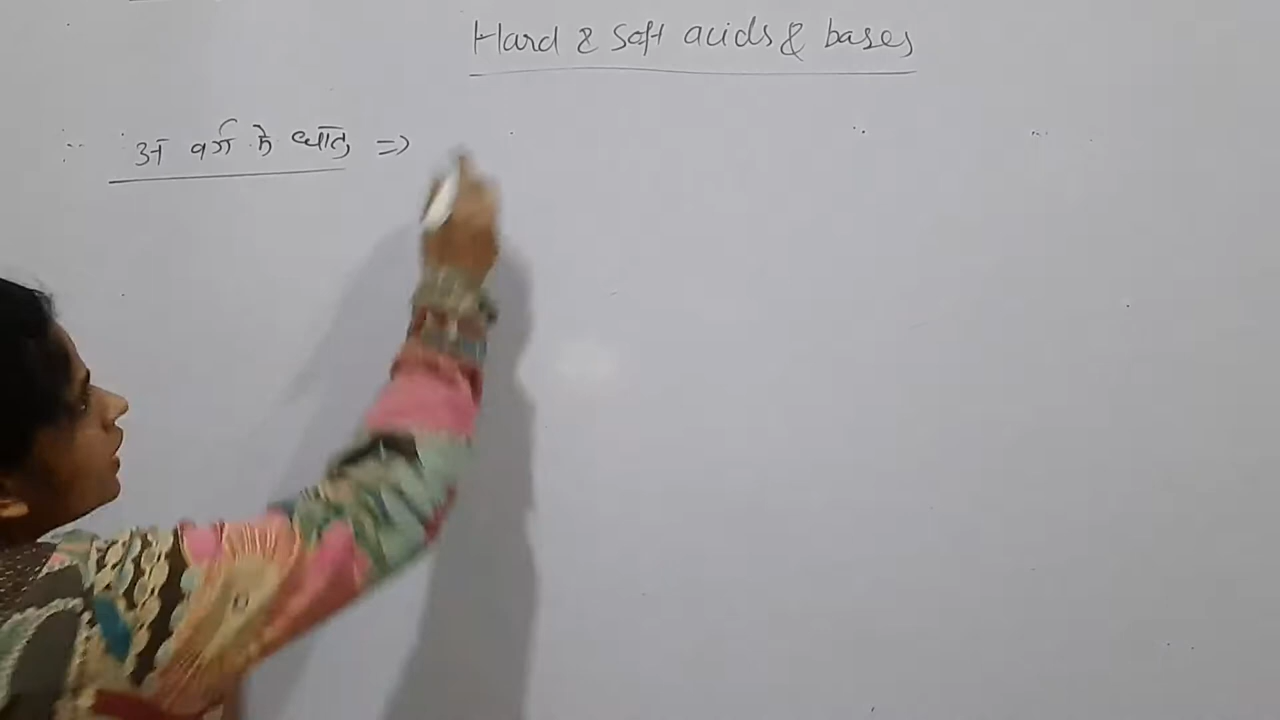 Hard & Soft acids & bases
अ वर्ग के धातु =>